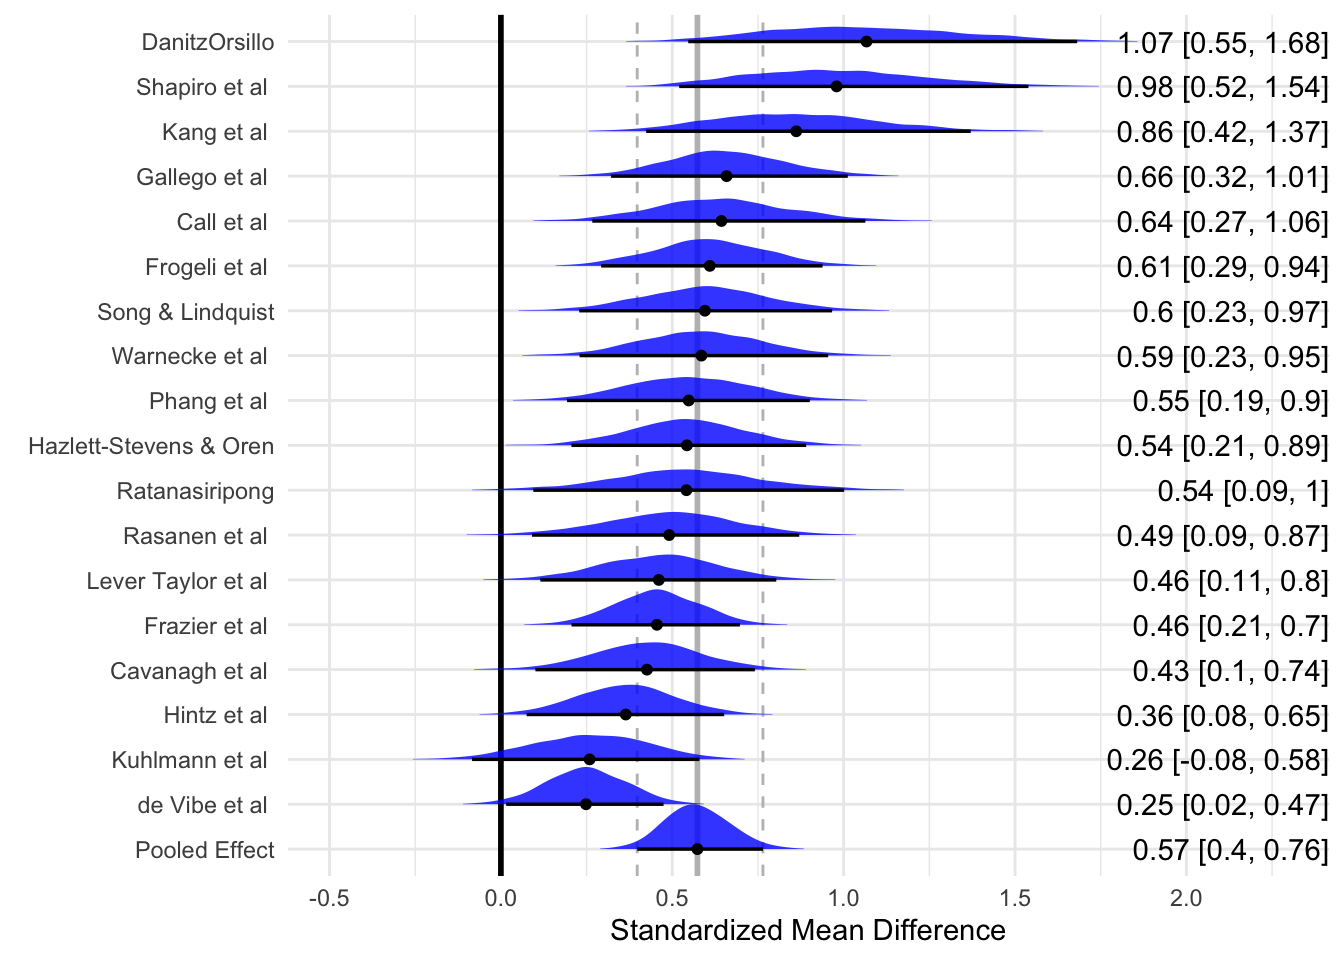 DanitzOrsillo 1.07 [0.55, 1.68]
Shapiro et al 0.98 [0.52, 1.54]
Kang et al 0.86 [0.42, 1.37]
Gallego et al 0.66 [0.32, 1.01]
Call et al 0.64 [0.27, 1.06]
Frogeli et al 0.61 [0.29, 0.94]
Song & Lindquist 0.6 [0.23, 0.97]
Warnecke et al 0.59 [0.23, 0.95]
Phang et al 0.55 [0.19, 0.9]
Hazlett-Stevens & Oren 0.54 [0.21, 0.89]
Ratanasiripong 0.54 [0.09, 1]
Rasanen et al 0.49 [0.09, 0.87]
Lever Taylor et al 0.46 [0.11, 0.8]
Frazier et al 0.46 [0.21, 0.7]
Cavanagh et al 0.43 [0.1, 0.74]
Hintz et al 0.36 [0.08, 0.65]
Kuhlmann et al 0.26 [-0.08, 0.58]
de Vibe et al 0.25 [0.02, 0.47]
Pooled Effect 0.57 [0.4, 0.76]
-0.5 0.0 0.5 1.0 1.5 2.0
Standardized Mean Difference